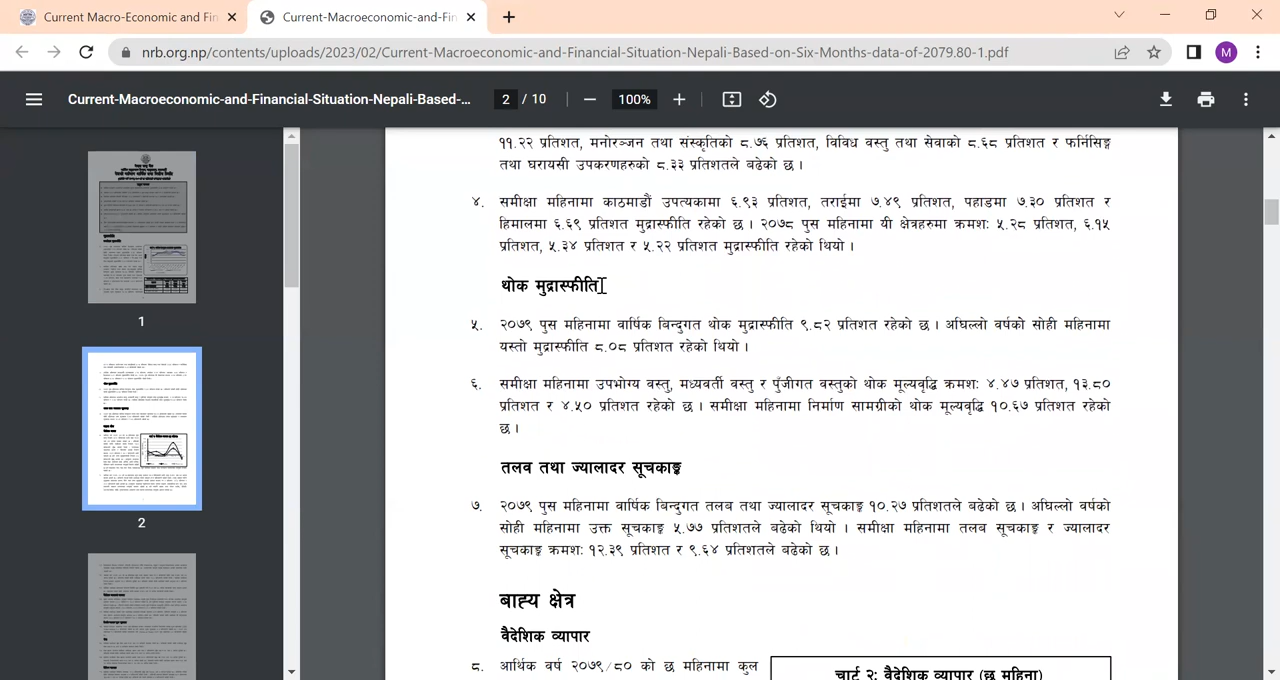 Current Macro-Economic and Fin
Current-Macroeconomic-and-Fin
nrb.org.np/contents/uploads/2023/02/Current-Macroeconomic-and-Financial-Situation-Nepali-Based-on-Six-Months-data-of-2079.80-1.pdf
M
Current-Macroeconomic-and-Financial-Situation-Nepali-Based-...
2 / 10
100%
११.२२ प्रतिशत, मनोरञ्जन तथा संस्कृतिको ८.७६ प्रतिशत, विविध वस्तु तथा सेवाको ८.६८ प्रतिशत र फर्निसिङ्ग
तथा घरायसी उपकरणहरुको ८.३३ प्रतिशतले बढेको छ ।
४. समीक्षा महिनामा काठमाडौं उपत्यकामा ६.९३ प्रतिशत, तराईमा ७.४९ प्रतिशत, पहाडमा ७.३० प्रतिशत र
हिमालमा ६.६९ प्रतिशत मुद्रास्फीति रहेको छ । २०७८ पुस महिनामा यी क्षेत्रहरुमा क्रमश: ५.२८ प्रतिशत, ६.१५
प्रतिशत, ५.३४ प्रतिशत र ५.२२ प्रतिशत मुद्रास्फीति रहेको थियो ।
थोक मुद्रास्फीति
५. २०७९ पुस महिनामा वार्षिक बिन्दुगत थोक मुद्रास्फीति ९.८२ प्रतिशत रहेको छ । अघिल्लो वर्षको सोही महिनामा
यस्तो मुद्रास्फीति ८.०८ प्रतिशत रहेको थियो ।
६. समीक्षा महिनामा उपभोग्य वस्तु, मध्यवर्ती वस्तु र पुँजीगत वस्तुको थोक मूल्यवृद्धि क्रमश: ४.४७ प्रतिशत, १३.८०
प्रतिशत र ५.५० प्रतिशत रहेको छ । समीक्षा महिनामा निर्माण सामग्रीको थोक मूल्यवृद्धि १०.६७ प्रतिशत रहेको
छ ।
तलब तथा ज्यालादर सूचकाङ्क
७. २०७९ पुस महिनामा वार्षिक बिन्दुगत तलब तथा ज्यालादर सूचकाङ्क १०.२७ प्रतिशतले बढेको छ । अघिल्लो वर्षको
सोही महिनामा उक्त सूचकाङ्क ५.७७ प्रतिशतले बढेको थियो । समीक्षा महिनामा तलब सूचकाङ्क र ज्यालादर
सूचकाङ्क क्रमश: १२.३९ प्रतिशत र ९.६४ प्रतिशतले बढेको छ ।
बाह्य क्षेत्र
वैदेशिक व्यापार
८. आर्थिक वर्ष २०७९/८० को छ महिनामा कुल
चार्ट २: वैदेशिक व्यापार (छ महिना)
1
2